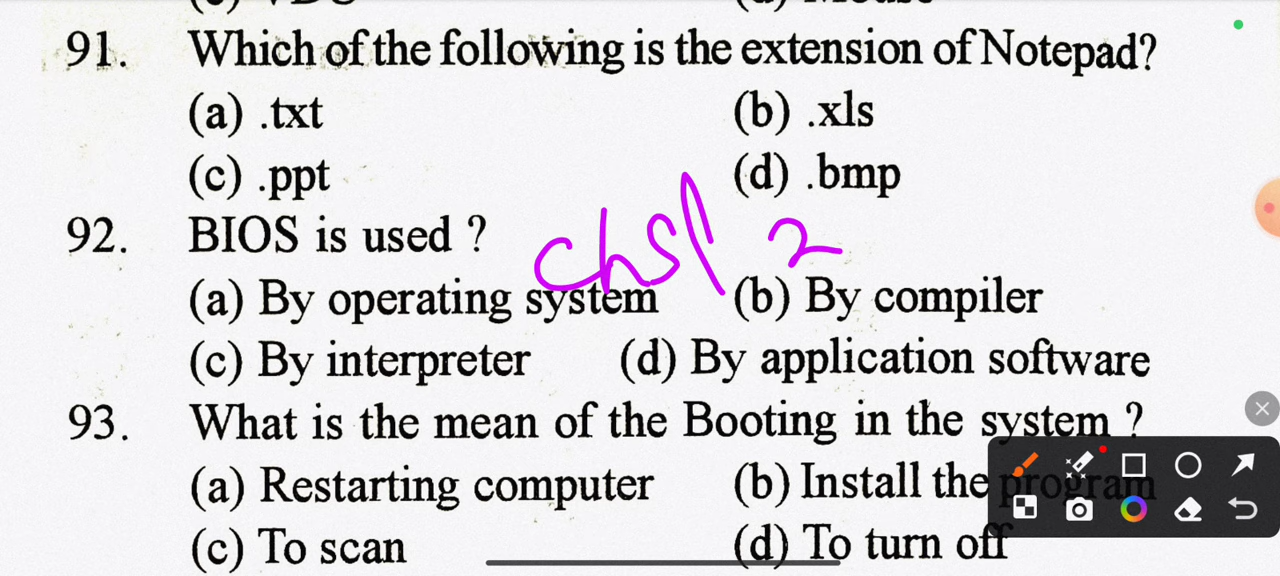 91. Which of the following is the extension of Notepad?
(a) .txt (b) .xls
(c) .ppt (d) .bmp
92. BIOS is used ?
chsl 2
(a) By operating system (b) By compiler
(c) By interpreter (d) By application software
93. What is the mean of the Booting in the system ?
(a) Restarting computer (b) Install the program
(c) To scan (d) To turn off